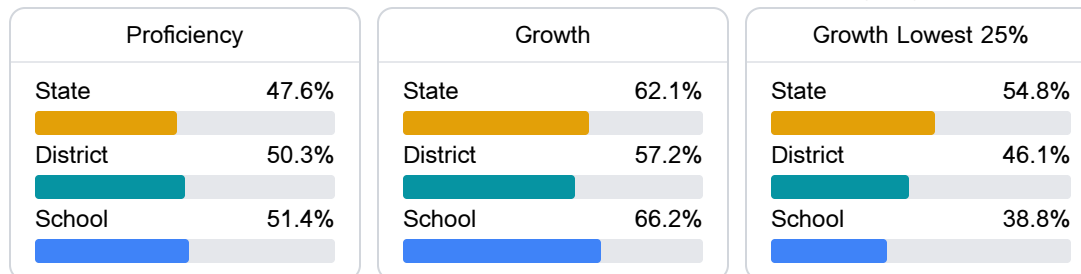 Proficiency
State 47.6%
District 50.3%
School 51.4%
Growth
State 62.1%
District 57.2%
School 66.2%
Growth Lowest 25%
State 54.8%
District 46.1%
School 38.8%